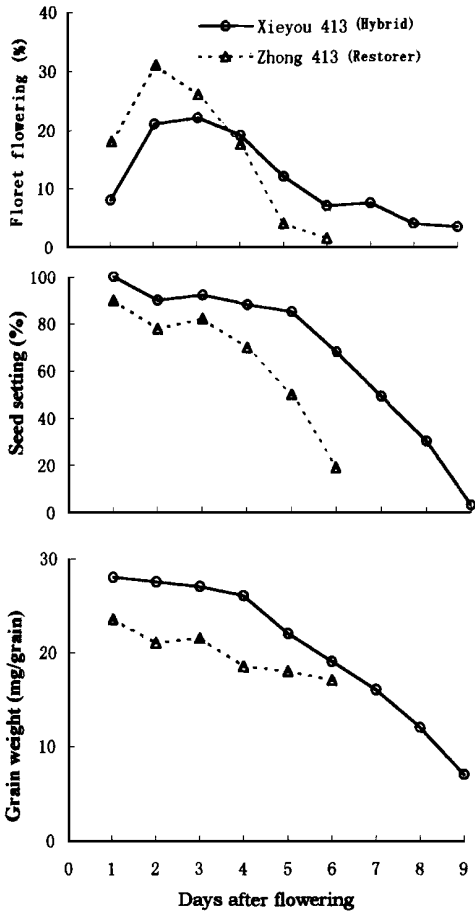 Xieyou 413 (Hybrid)
Zhong 413 (Restorer)
Floret flowering (%)
40
30
20
10
0
Seed setting (%)
100
80
60
40
20
0
Grain weight (mg/grain)
30
20
10
0
0 1 2 3 4 5 6 7 8 9
Days after flowering